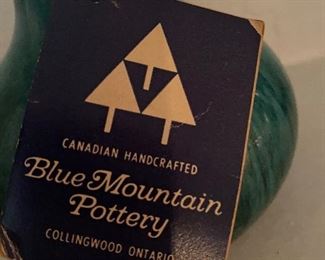 CANADIAN HANDCRAFTED
Blue Mountain
Pottery
COLLINGWOOD ONTARIO